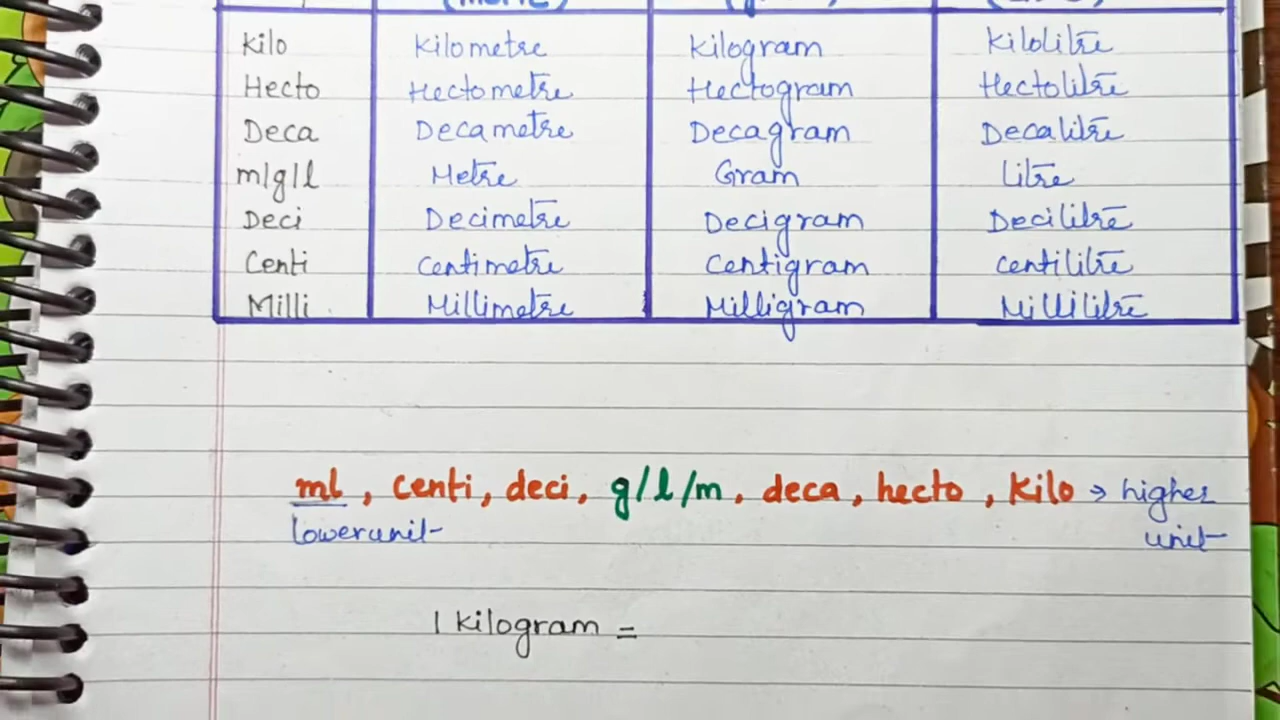 Kilo Kilometre Kilogram Kilolitre
Hecto Hectometre Hectogram Hectolitre
Deca Decametre Decagram Decalitre
m/g/l Metre Gram Litre
Deci Decimetre Decigram Decilitre
Centi Centimetre Centigram Centilitre
Milli Millimetre Milligram Millilitre
ml, centi, deci, g/l/m, deca, hecto, Kilo → higher
lower unit unit
1 kilogram =